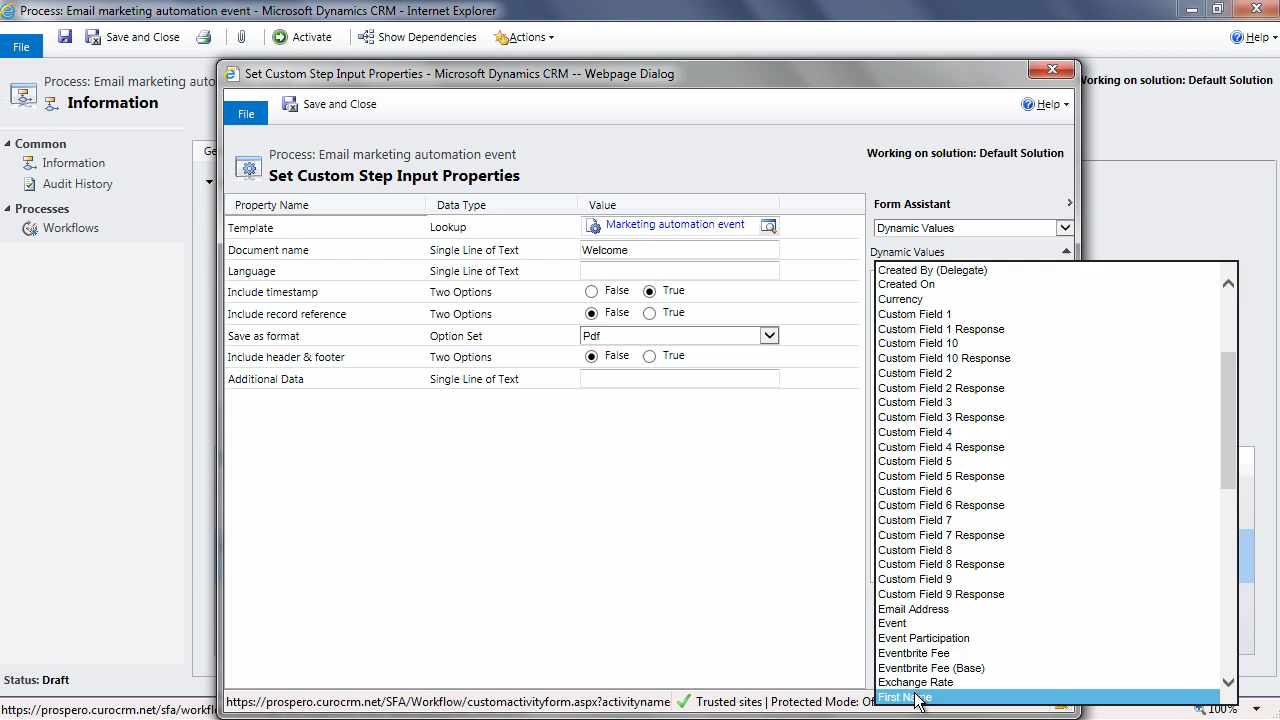 Process: Email marketing automation event - Microsoft Dynamics CRM - Internet Explorer
File
Save and Close
Activate
Show Dependencies
Actions
Help
Process: Email marketing auto
Information
Working on solution: Default Solution
Common
Information
Audit History
Processes
Workflows
Ge
Set Custom Step Input Properties - Microsoft Dynamics CRM -- Webpage Dialog
File
Save and Close
Help
Process: Email marketing automation event
Set Custom Step Input Properties
Working on solution: Default Solution
Property Name Data Type Value
Template Lookup Marketing automation event
Document name Single Line of Text Welcome
Language Single Line of Text
Include timestamp Two Options False True
Include record reference Two Options False True
Save as format Option Set Pdf
Include header & footer Two Options False True
Additional Data Single Line of Text
Form Assistant
Dynamic Values
Dynamic Values
Created By (Delegate)
Created On
Currency
Custom Field 1
Custom Field 1 Response
Custom Field 10
Custom Field 10 Response
Custom Field 2
Custom Field 2 Response
Custom Field 3
Custom Field 3 Response
Custom Field 4
Custom Field 4 Response
Custom Field 5
Custom Field 5 Response
Custom Field 6
Custom Field 6 Response
Custom Field 7
Custom Field 7 Response
Custom Field 8
Custom Field 8 Response
Custom Field 9
Custom Field 9 Response
Email Address
Event
Event Participation
Eventbrite Fee
Eventbrite Fee (Base)
Exchange Rate
First Name
Status: Draft
https://prospero.curocrm.net/SFA/Workflow/customactivityform.aspx?activityname
Trusted sites | Protected Mode: Of
https://prospero.curocrm.net/sfa/workfl
100%